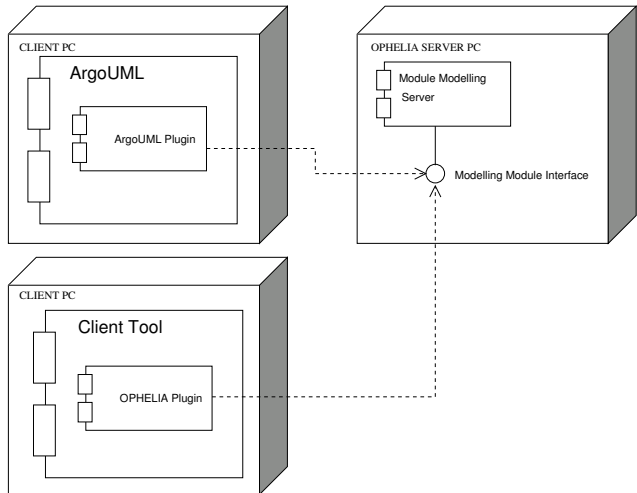 CLIENT PC
ArgoUML
ArgoUML Plugin
OPHELIA SERVER PC
Module Modelling
Server
Modelling Module Interface
CLIENT PC
Client Tool
OPHELIA Plugin